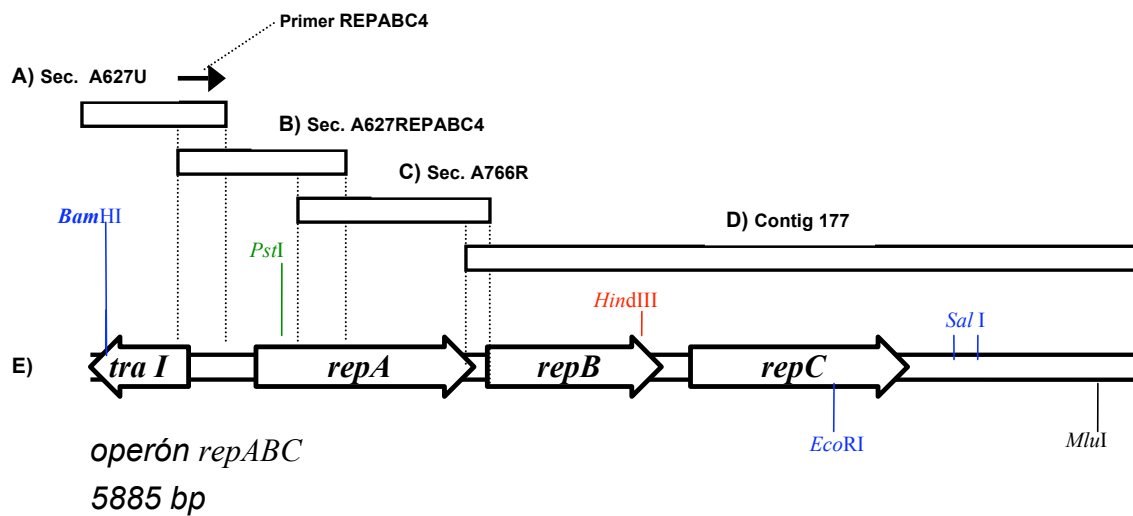 Primer REPABC4
A) Sec. A627U
B) Sec. A627REPABC4
C) Sec. A766R
D) Contig 177
BamHI
PstI
HindIII
Sal I
E)
tra I
repA
repB
repC
EcoRI
MluI
operón repABC
5885 bp